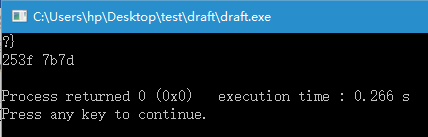 C:\Users\hp\Desktop\test\draft\draft.exe
?}
253f 7b7d
Process returned 0 (0x0)   execution time : 0.266 s
Press any key to continue.